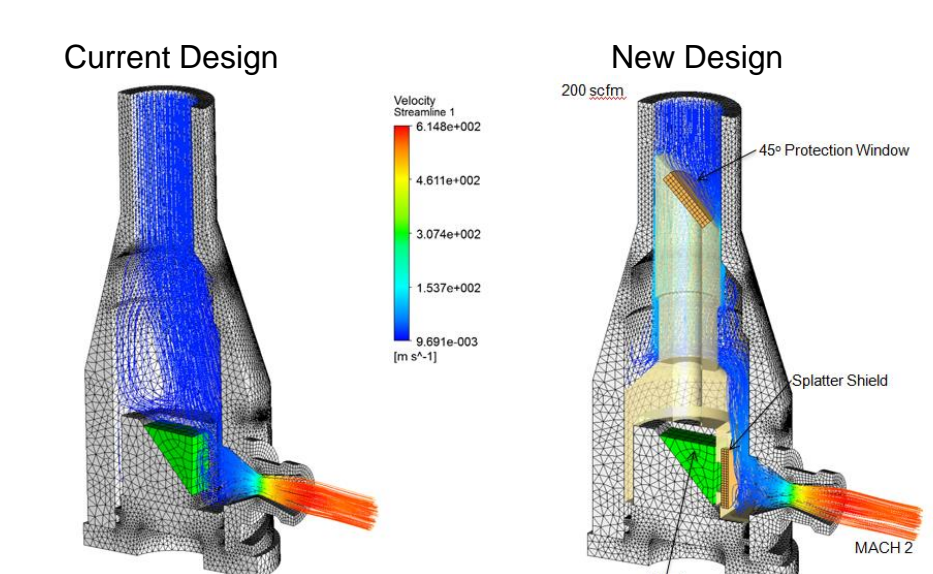 Current Design
New Design
200 scfm
Velocity
Streamline 1
6.148e+002
4.611e+002
3.074e+002
1.537e+002
9.691e-003
[m s^-1]
45º Protection Window
Splatter Shield
MACH 2